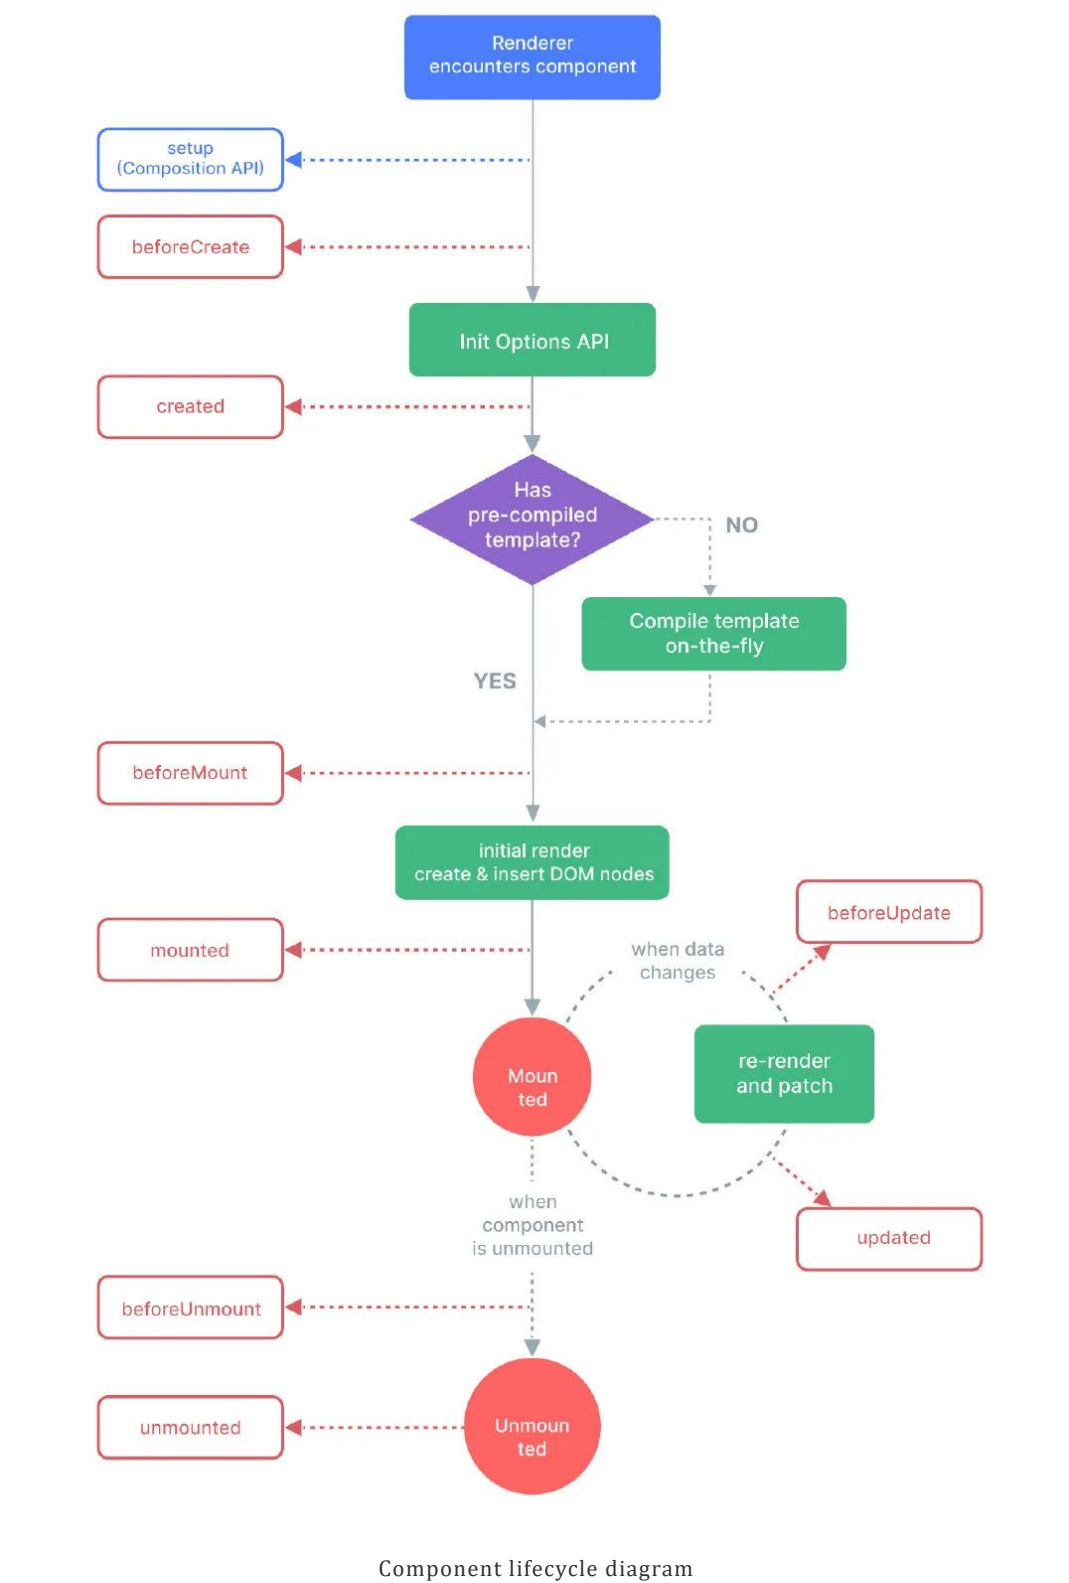 Renderer
encounters component
setup
(Composition API)
beforeCreate
Init Options API
created
Has
pre-compiled
template?
NO
Compile template
on-the-fly
YES
beforeMount
initial render
create & insert DOM nodes
beforeUpdate
mounted
when data
changes
re-render
and patch
Moun
ted
when
component
is unmounted
updated
beforeUnmount
unmounted
Unmoun
ted
Component lifecycle diagram